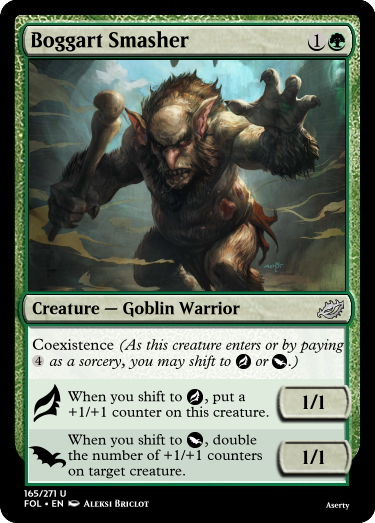 Boggart Smasher 1
Creature — Goblin Warrior
Coexistence (As this creature enters or by paying
4 as a sorcery, you may shift to or .)
When you shift to , put a
+1/+1 counter on this creature.
1/1
When you shift to , double
the number of +1/+1 counters
on target creature.
1/1
165/271 U
FOL • EN Aleksi Briclot
Aserty